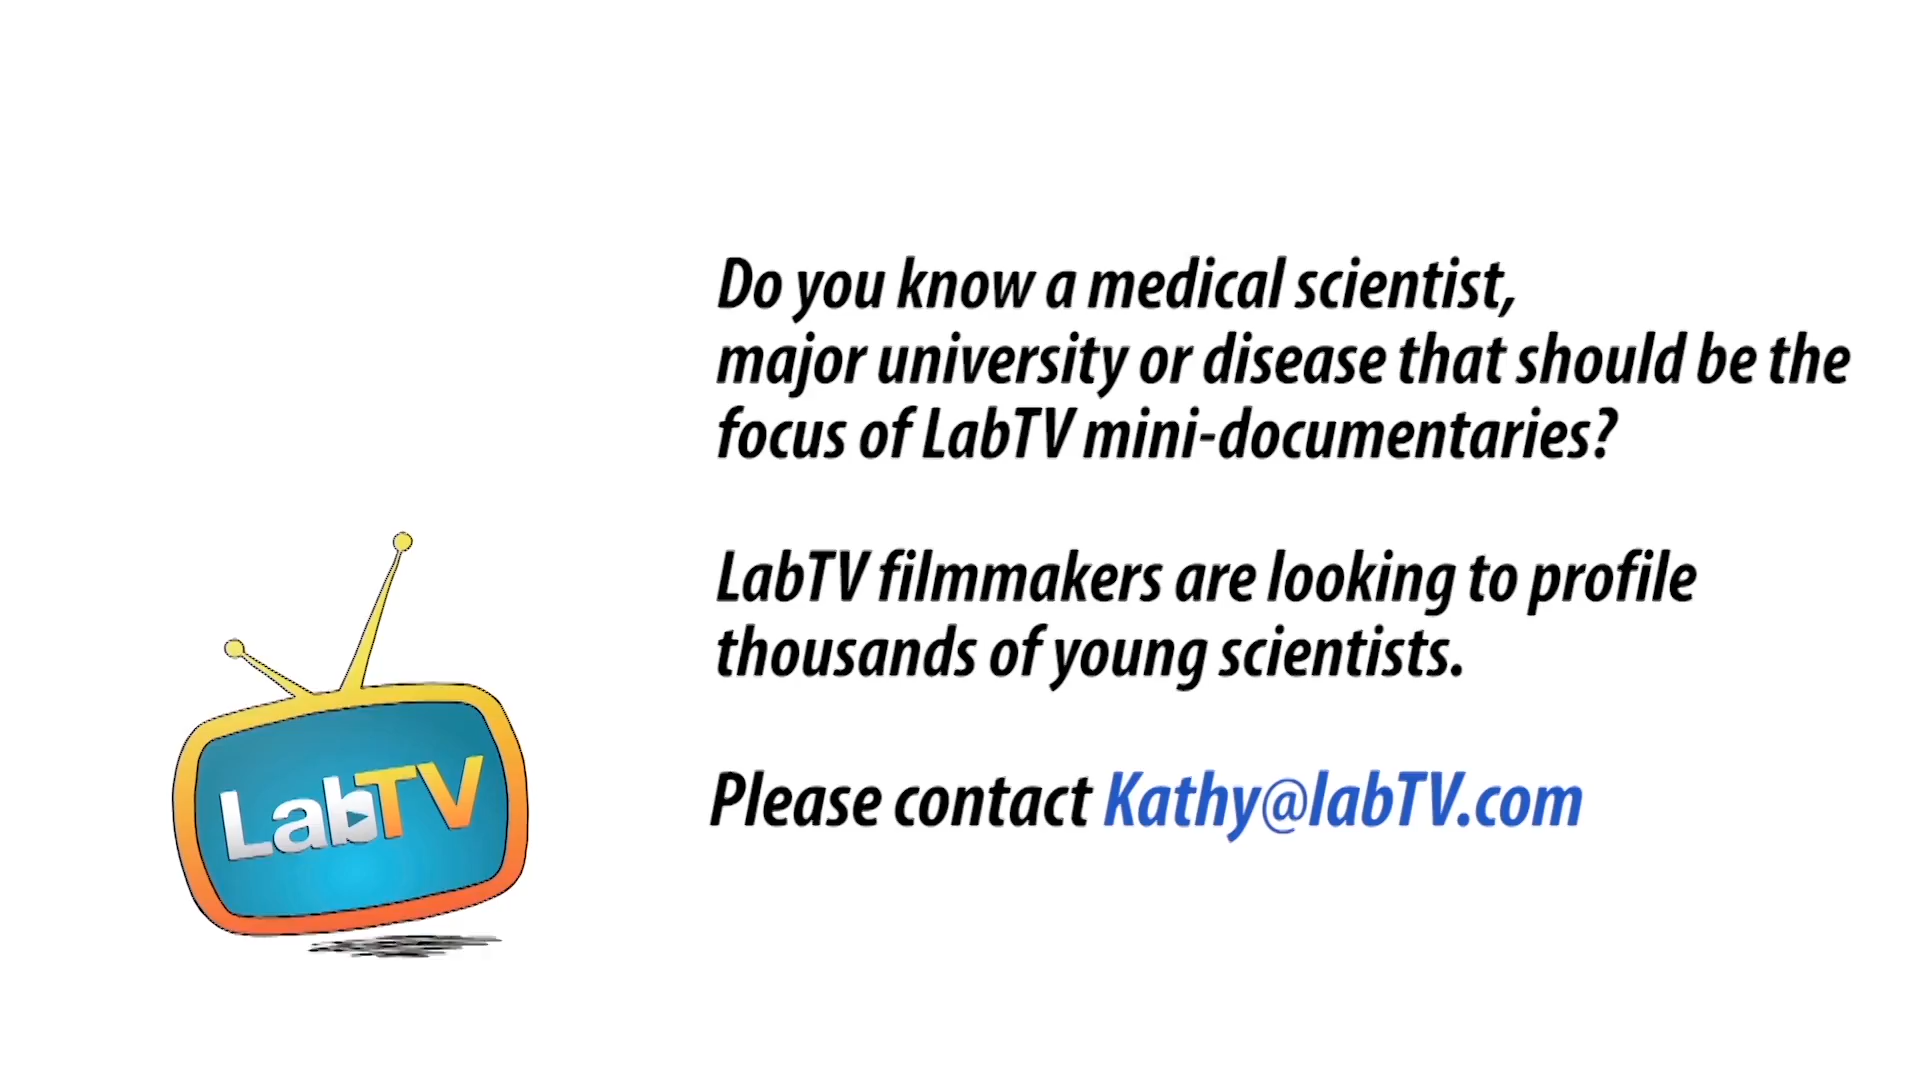 Do you know a medical scientist,
major university or disease that should be the
focus of LabTV mini-documentaries?
LabTV filmmakers are looking to profile
thousands of young scientists.
Please contact Kathy@labTV.com
LabTV